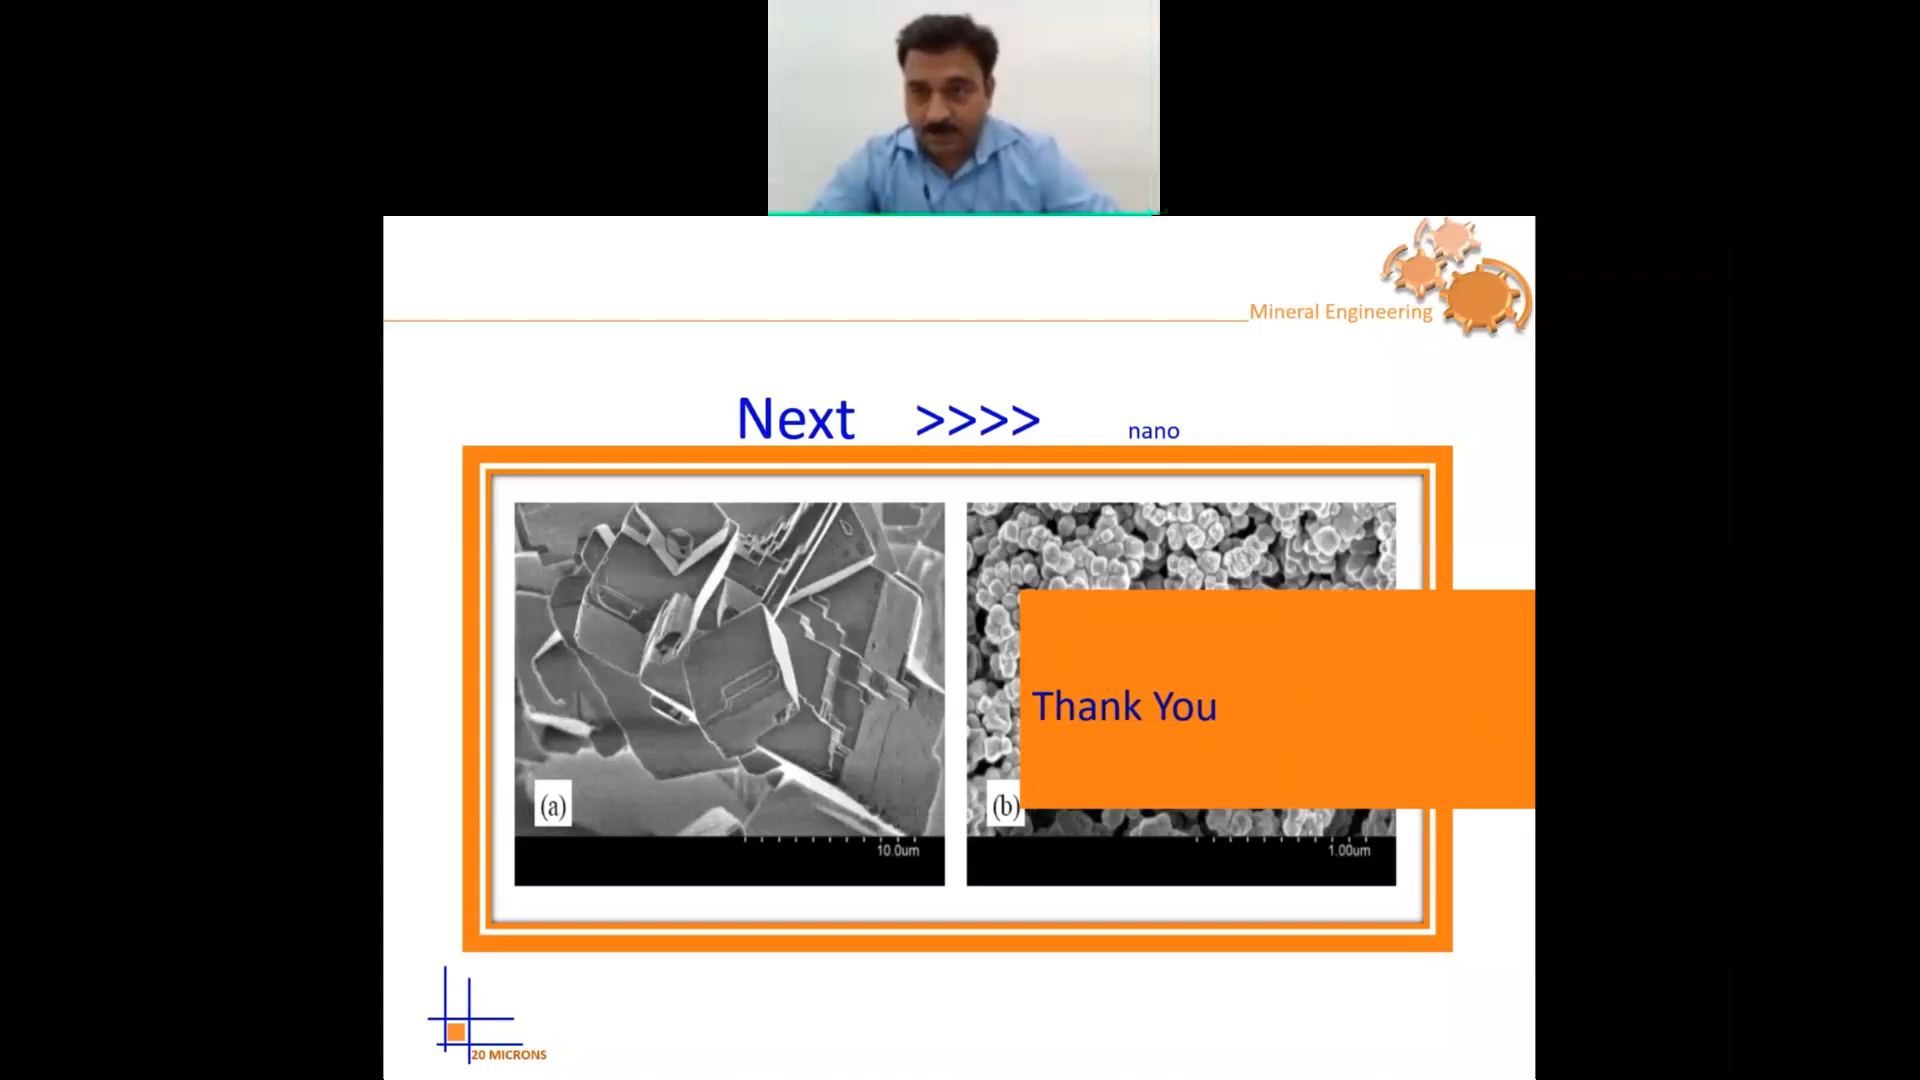 Mineral Engineering
Next >>>> nano
Thank You
(a)
(b)
10.0um
1.00um
20 MICRONS